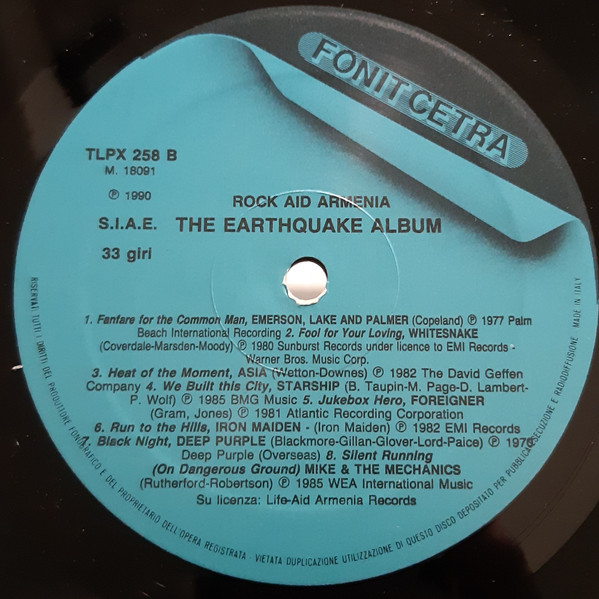 FONIT CETRA
TLPX 258 B
M. 18091
℗ 1990
S.I.A.E.
33 giri
ROCK AID ARMENIA
THE EARTHQUAKE ALBUM
1. Fanfare for the Common Man, EMERSON, LAKE AND PALMER (Copeland) ℗ 1977 Palm
Beach International Recording 2. Fool for Your Loving, WHITESNAKE
(Coverdale-Marsden-Moody) ℗ 1980 Sunburst Records under licence to EMI Records -
Warner Bros. Music Corp.
3. Heat of the Moment, ASIA (Wetton-Downes) ℗ 1982 The David Geffen
Company 4. We Built this City, STARSHIP (B. Taupin-M. Page-D. Lambert-
P. Wolf) ℗ 1985 BMG Music 5. Jukebox Hero, FOREIGNER
(Gram, Jones) ℗ 1981 Atlantic Recording Corporation
6. Run to the Hills, IRON MAIDEN - (Iron Maiden) ℗ 1982 EMI Records
7. Black Night, DEEP PURPLE (Blackmore-Gillan-Glover-Lord-Paice) ℗ 1970
Deep Purple (Overseas) 8. Silent Running
(On Dangerous Ground) MIKE & THE MECHANICS
(Rutherford-Robertson) ℗ 1985 WEA International Music
Su licenza: Life-Aid Armenia Records
RISERVATI TUTTI I DIRITTI DEL PRODUTTORE FONOGRAFICO E DEL PROPRIETARIO DELL'OPERA REGISTRATA - VIETATA DUPLICAZIONE UTILIZZAZIONE DI QUESTO DISCO DEPOSITATO PER PUBBLICA ESECUZIONE E RADIODIFFUSIONE. MADE IN ITALY